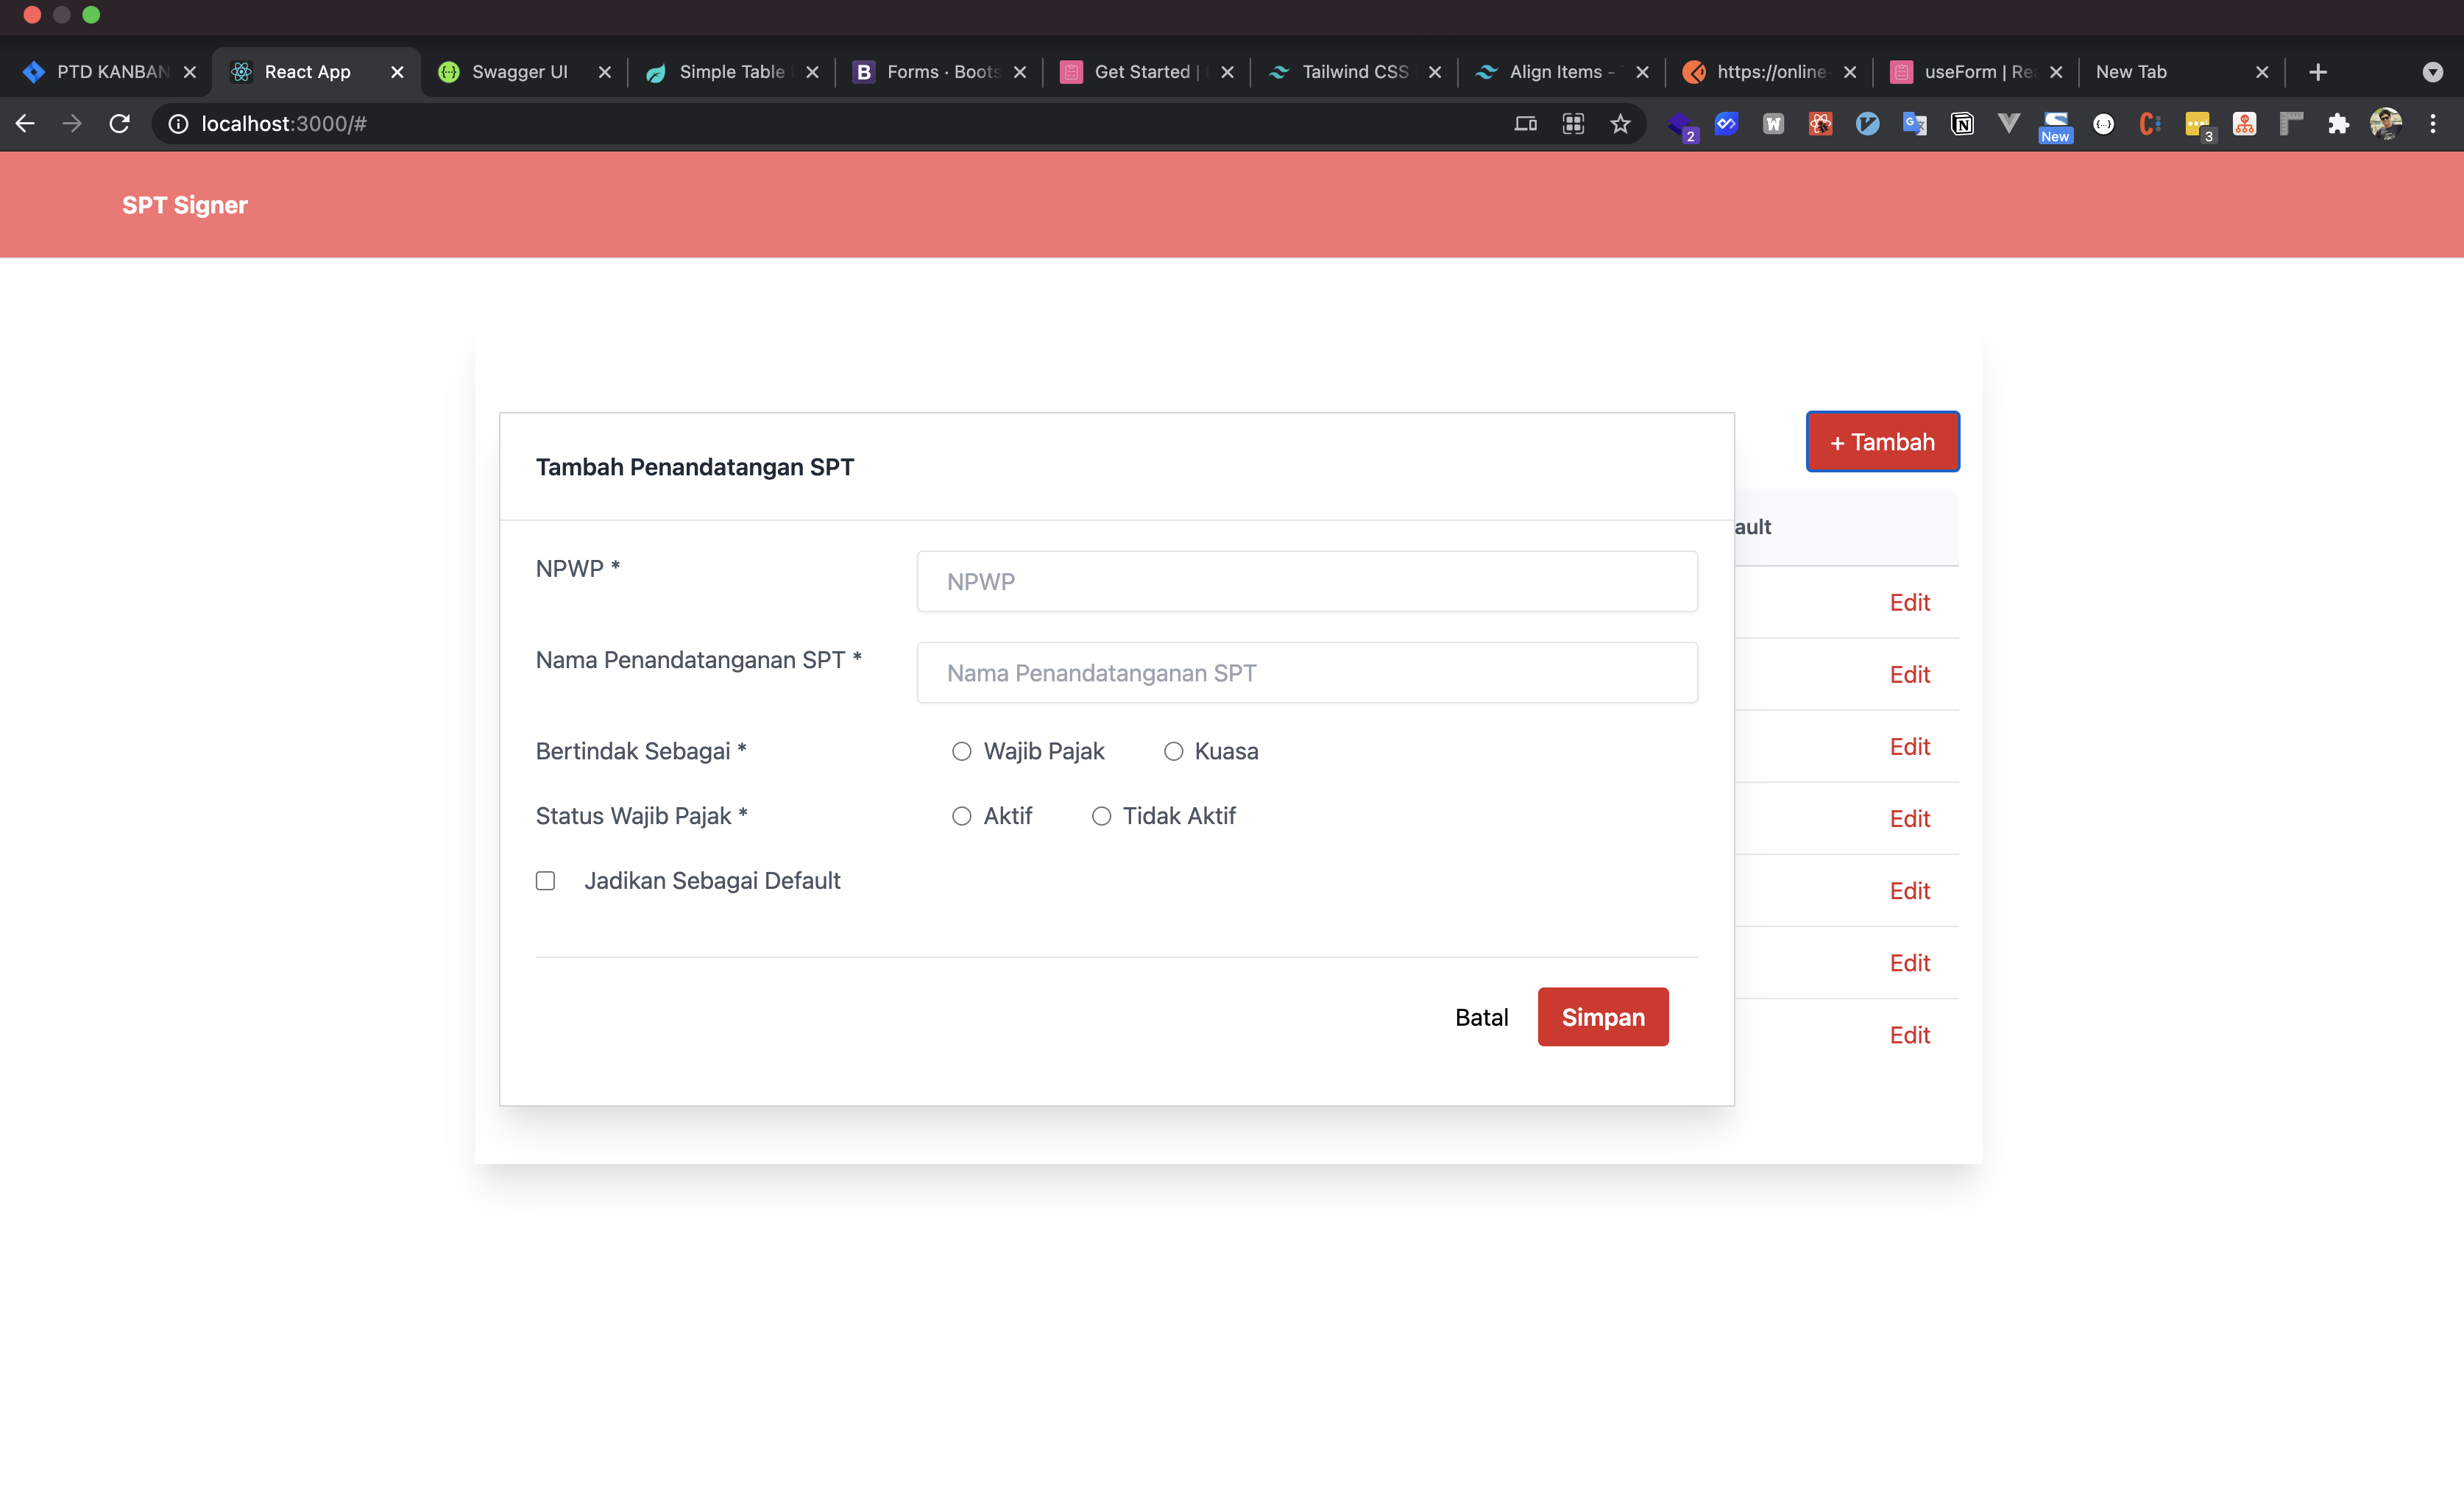 PTD KANBAN
React App
Swagger UI
Simple Table
Forms · Boots
Get Started |
Tailwind CSS
Align Items -
https://online-
useForm | Rea
New Tab
localhost:3000/#
2
New
3
SPT Signer
+ Tambah
Tambah Penandatangan SPT
ault
NPWP *
NPWP
Edit
Nama Penandatanganan SPT *
Nama Penandatanganan SPT
Edit
Bertindak Sebagai *
Wajib Pajak
Kuasa
Edit
Status Wajib Pajak *
Aktif
Tidak Aktif
Edit
Jadikan Sebagai Default
Edit
Edit
Batal
Simpan
Edit